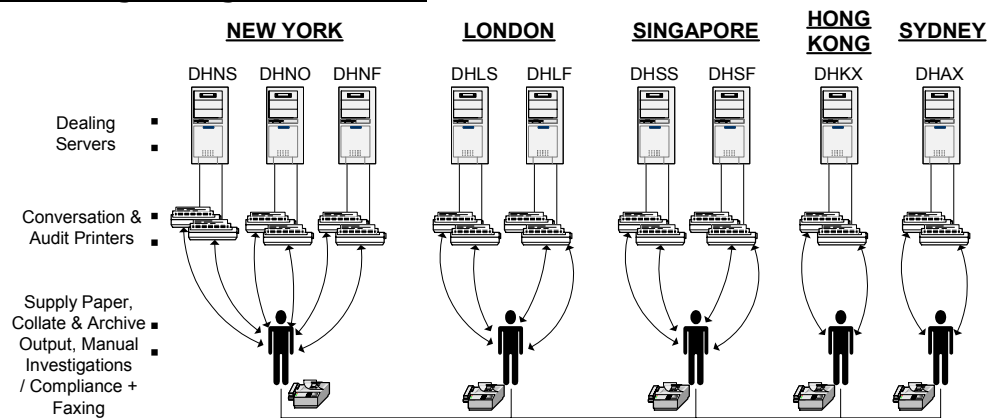 NEW YORK
LONDON
SINGAPORE
HONG
KONG
SYDNEY
DHNS DHNO DHNF DHLS DHLF DHSS DHSF DHKX DHAX
Dealing
Servers
Conversation &
Audit Printers
Supply Paper,
Collate & Archive
Output, Manual
Investigations
/ Compliance +
Faxing